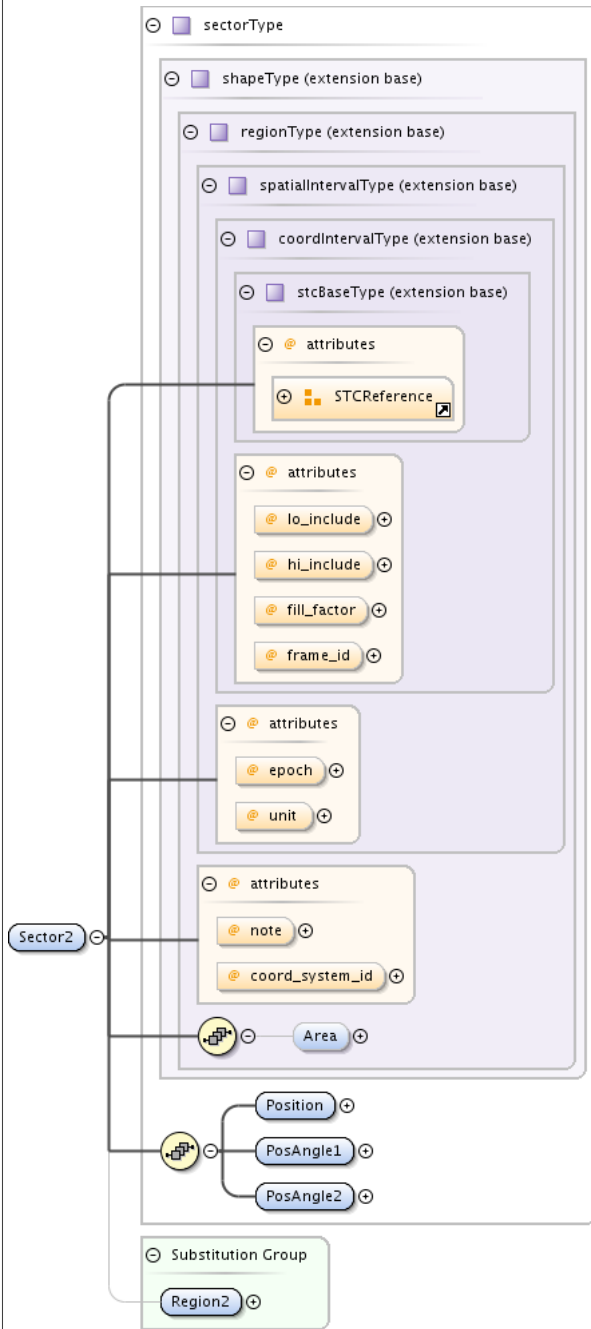 sectorType
shapeType (extension base)
regionType (extension base)
spatialIntervalType (extension base)
coordIntervalType (extension base)
stcBaseType (extension base)
@ attributes
STCReference
@ attributes
@ lo_include
@ hi_include
@ fill_factor
@ frame_id
@ attributes
@ epoch
@ unit
@ attributes
@ note
@ coord_system_id
Sector2
Area
Position
PosAngle1
PosAngle2
Substitution Group
Region2